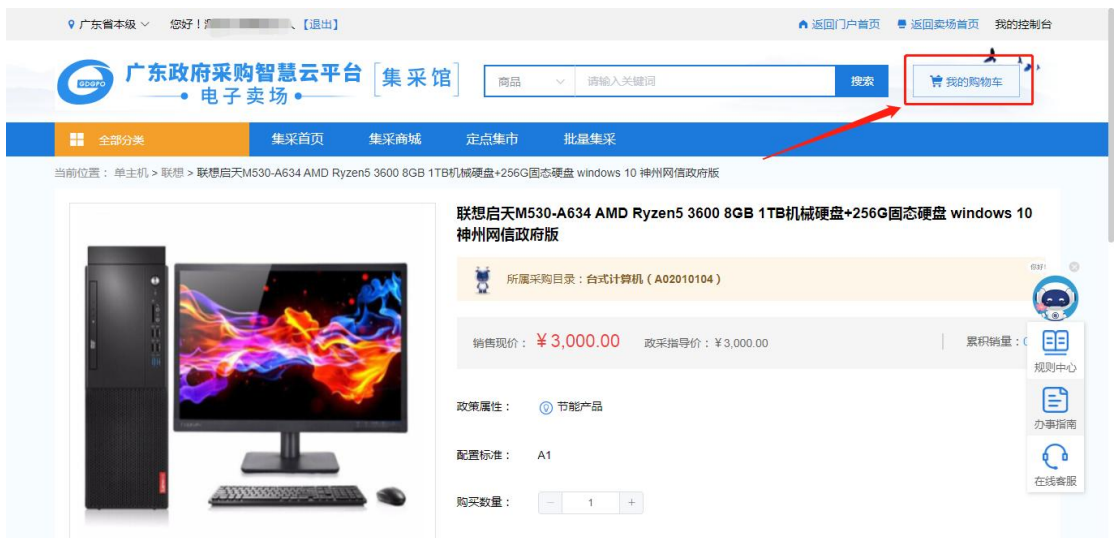 广东省本级 您好！ 、【退出】 返回门户首页 返回卖场首页 我的控制台
GDGPO 广东政府采购智慧云平台
电子卖场
集采馆
商品 请输入关键词 搜索 我的购物车
全部分类 集采首页 集采商城 定点集市 批量集采
当前位置： 单主机 > 联想 > 联想启天M530-A634 AMD Ryzen5 3600 8GB 1TB机械硬盘+256G固态硬盘 windows 10 神州网信政府版
联想启天M530-A634 AMD Ryzen5 3600 8GB 1TB机械硬盘+256G固态硬盘 windows 10
神州网信政府版
所属采购目录：台式计算机（A02010104）
你好!
销售现价： ￥3,000.00 政采指导价：￥3,000.00 累积销量：
规则中心
政策属性： 节能产品
办事指南
配置标准： A1
在线客服
购买数量： - 1 +